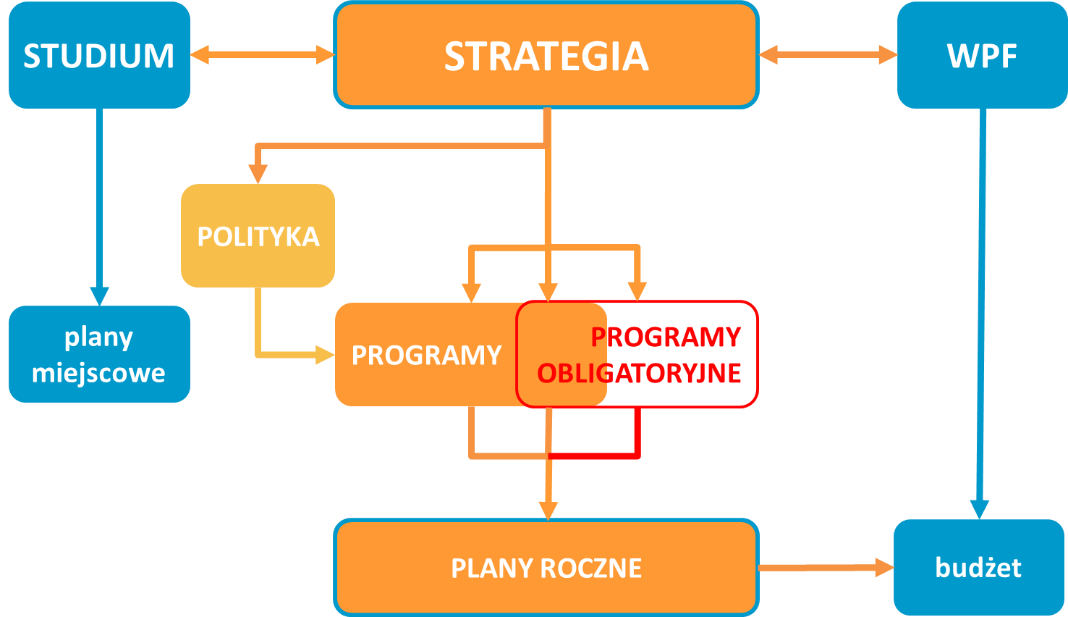 STUDIUM
STRATEGIA
WPF
POLITYKA
plany
miejscowe
PROGRAMY
PROGRAMY
OBLIGATORYJNE
PLANY ROCZNE
budżet